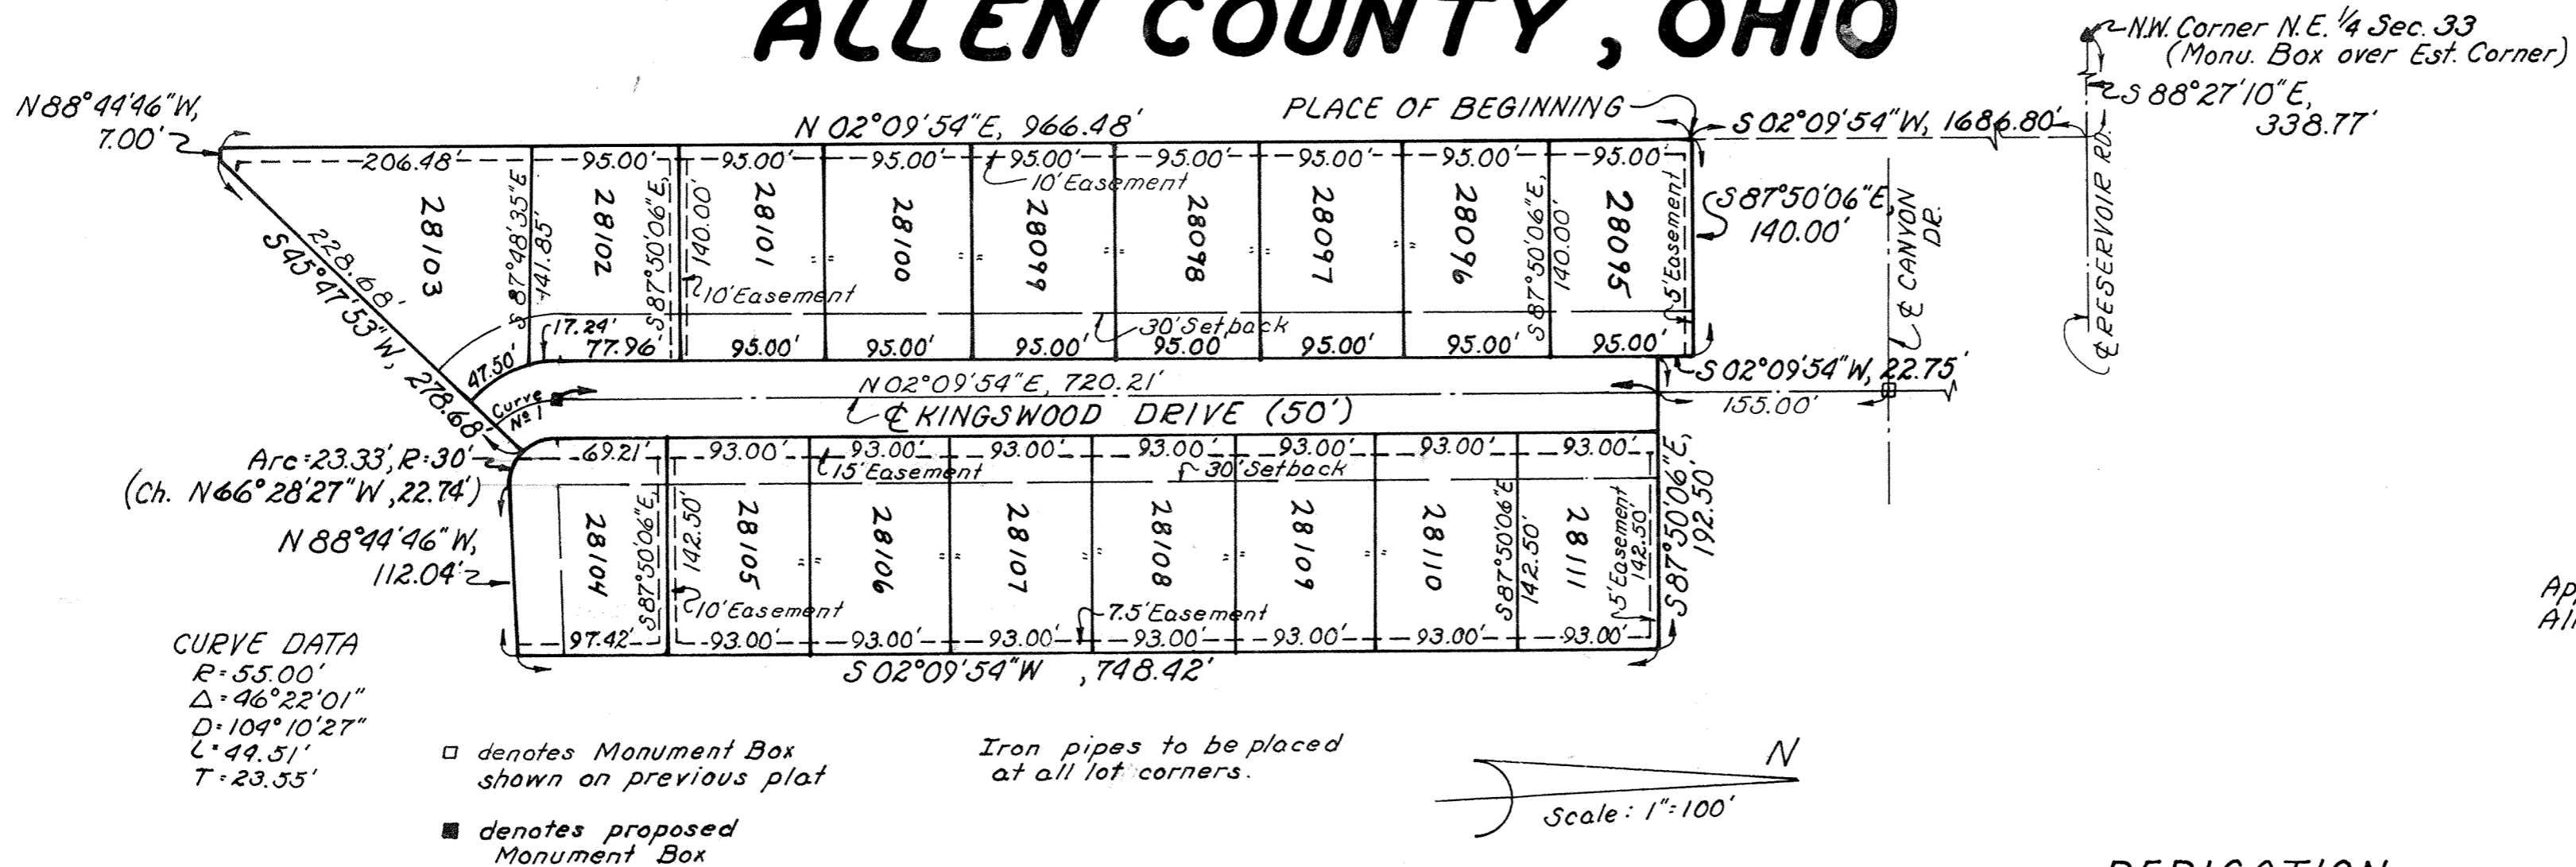 ALLEN COUNTY, OHIO
N.W. Corner N.E. 1/4 Sec. 33
(Monu. Box over Est. Corner)
S 88°27'10"E,
338.77'
℄ RESERVOIR RD.
N 88°44'46"W,
7.00'
N 02°09'54"E, 966.48'
PLACE OF BEGINNING
S 02°09'54"W, 1686.80'
206.48' 95.00' 95.00' 95.00' 95.00' 95.00' 95.00' 95.00' 95.00'
10' Easement
28103
S 87°48'35"E
141.85'
28102
S 87°50'06"E,
140.00'
28101
28100
28099
28098
28097
28096
S 87°50'06"E,
140.00'
28095
5' Easement
S 87°50'06"E,
140.00'
℄ CANYON
DR.
10' Easement
30' Setback
228.68'
S 45°47'53"W, 278.68'
47.50'
17.24'
77.96' 95.00' 95.00' 95.00' 95.00' 95.00' 95.00' 95.00'
Curve
No 1
N 02°09'54"E, 720.21'
S 02°09'54"W, 22.75'
155.00'
℄ KINGSWOOD DRIVE (50')
Arc=23.33', R=30'
(Ch. N 66°28'27"W, 22.74')
69.21' 93.00' 93.00' 93.00' 93.00' 93.00' 93.00' 93.00'
15' Easement
30' Setback
N 88°44'46"W,
112.04'
28104
S 87°50'06"E,
142.50'
28105
28106
28107
28108
28109
28110
S 87°50'06"E
142.50'
28111
5' Easement
142.50'
S 87°50'06"E,
192.50'
10' Easement
7.5' Easement
97.42' 93.00' 93.00' 93.00' 93.00' 93.00' 93.00' 93.00'
S 02°09'54"W , 748.42'
CURVE DATA
R=55.00'
Δ=46°22'01"
D=104°10'27"
L=44.51'
T=23.55'
□ denotes Monument Box
shown on previous plat
■ denotes proposed
Monument Box
Iron pipes to be placed
at all lot corners.
N
Scale: 1"=100'